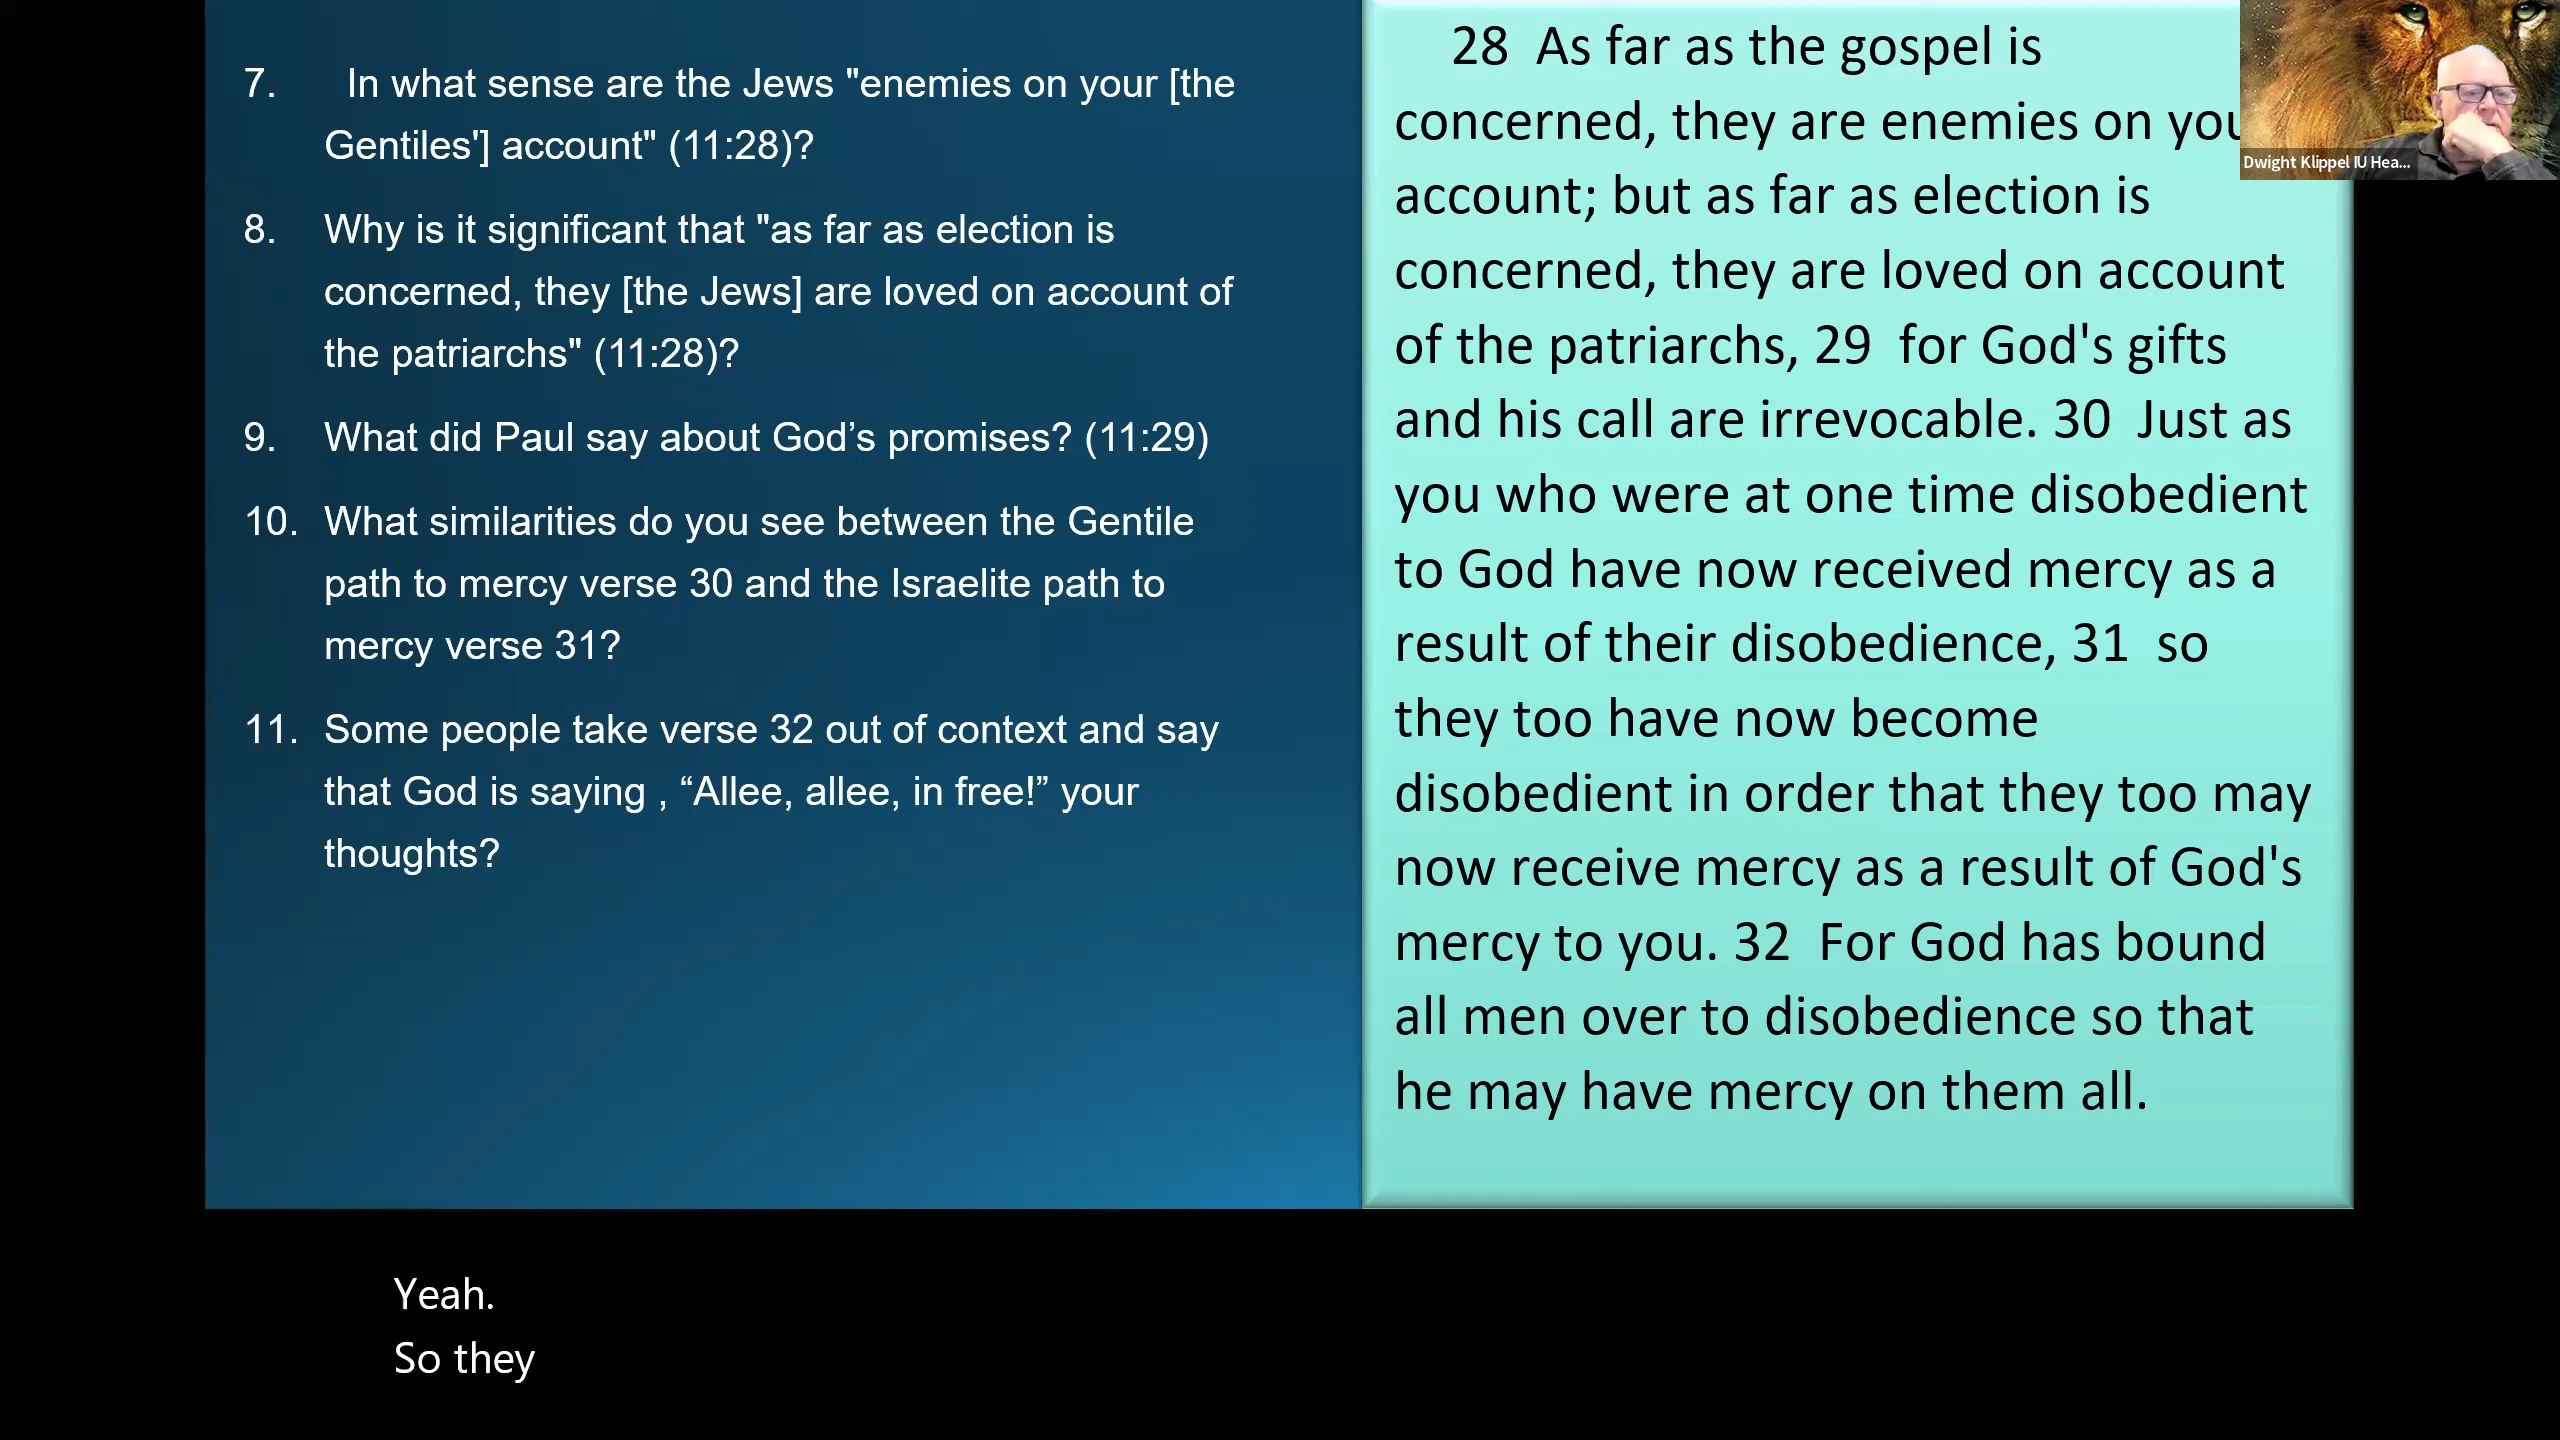 7. In what sense are the Jews "enemies on your [the
Gentiles'] account" (11:28)?
8. Why is it significant that "as far as election is
concerned, they [the Jews] are loved on account of
the patriarchs" (11:28)?
9. What did Paul say about God’s promises? (11:29)
10. What similarities do you see between the Gentile
path to mercy verse 30 and the Israelite path to
mercy verse 31?
11. Some people take verse 32 out of context and say
that God is saying , “Allee, allee, in free!” your
thoughts?
28 As far as the gospel is
concerned, they are enemies on you
account; but as far as election is
concerned, they are loved on account
of the patriarchs, 29 for God's gifts
and his call are irrevocable. 30 Just as
you who were at one time disobedient
to God have now received mercy as a
result of their disobedience, 31 so
they too have now become
disobedient in order that they too may
now receive mercy as a result of God's
mercy to you. 32 For God has bound
all men over to disobedience so that
he may have mercy on them all.
Dwight Klippel IU Hea...
Yeah.
So they